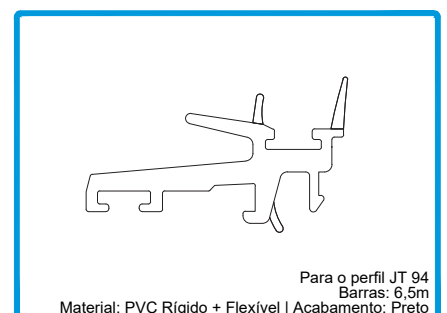 Para o perfil JT 94
Barras: 6,5m
Material: PVC Rígido + Flexível | Acabamento: Preto